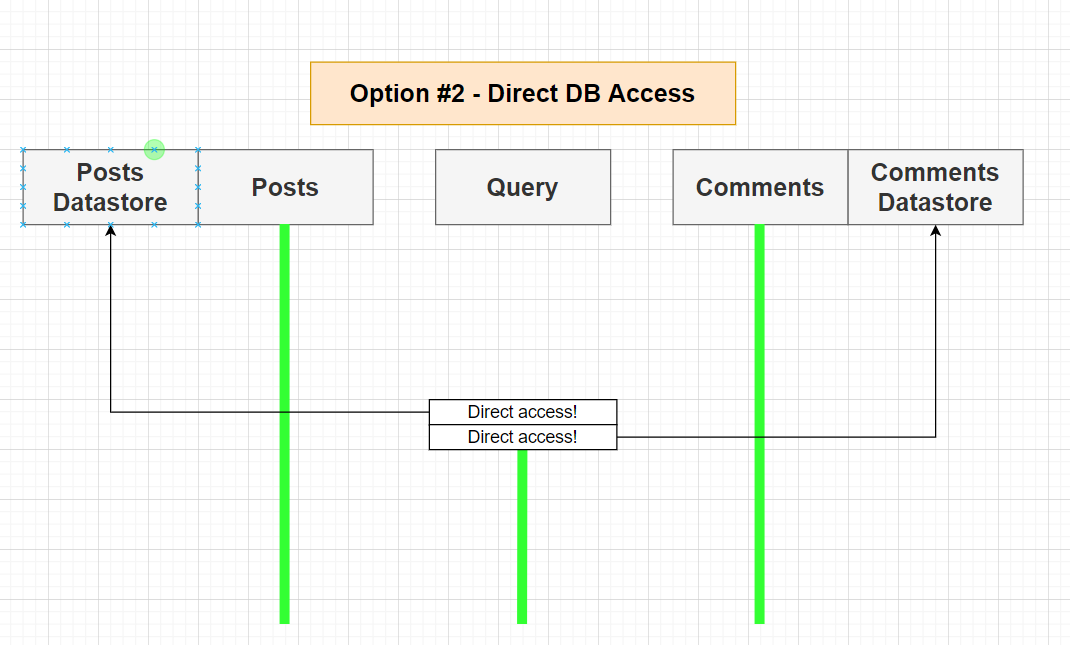 Option #2 - Direct DB Access
Posts
Datastore
Posts
Query
Comments
Comments
Datastore
Direct access!
Direct access!